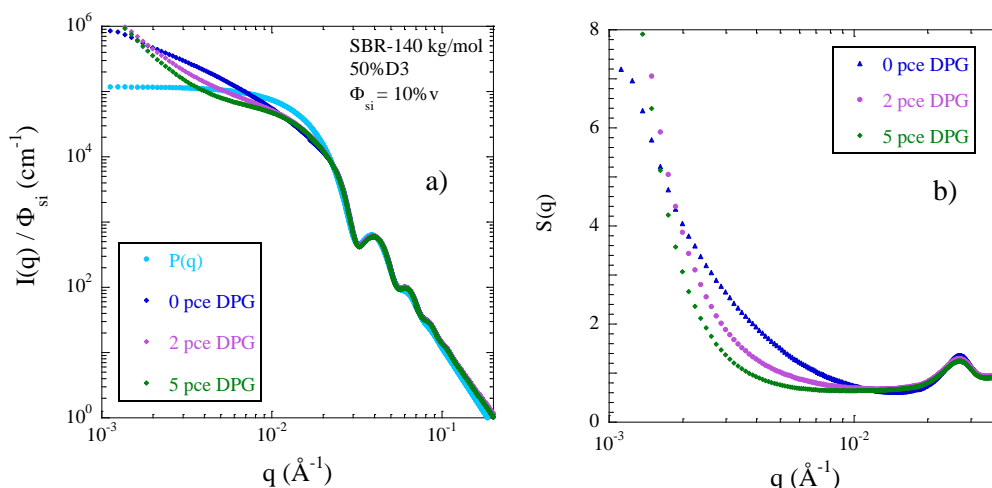 10^6
10^4
10^2
10^0
I(q) / Φ_si (cm^-1)
SBR-140 kg/mol
50%D3
Φ_si = 10%v
a)
P(q)
0 pce DPG
2 pce DPG
5 pce DPG
10^-3 10^-2 10^-1
q (Å^-1)
8
6
4
2
0
S(q)
0 pce DPG
2 pce DPG
5 pce DPG
b)
10^-3 10^-2
q (Å^-1)